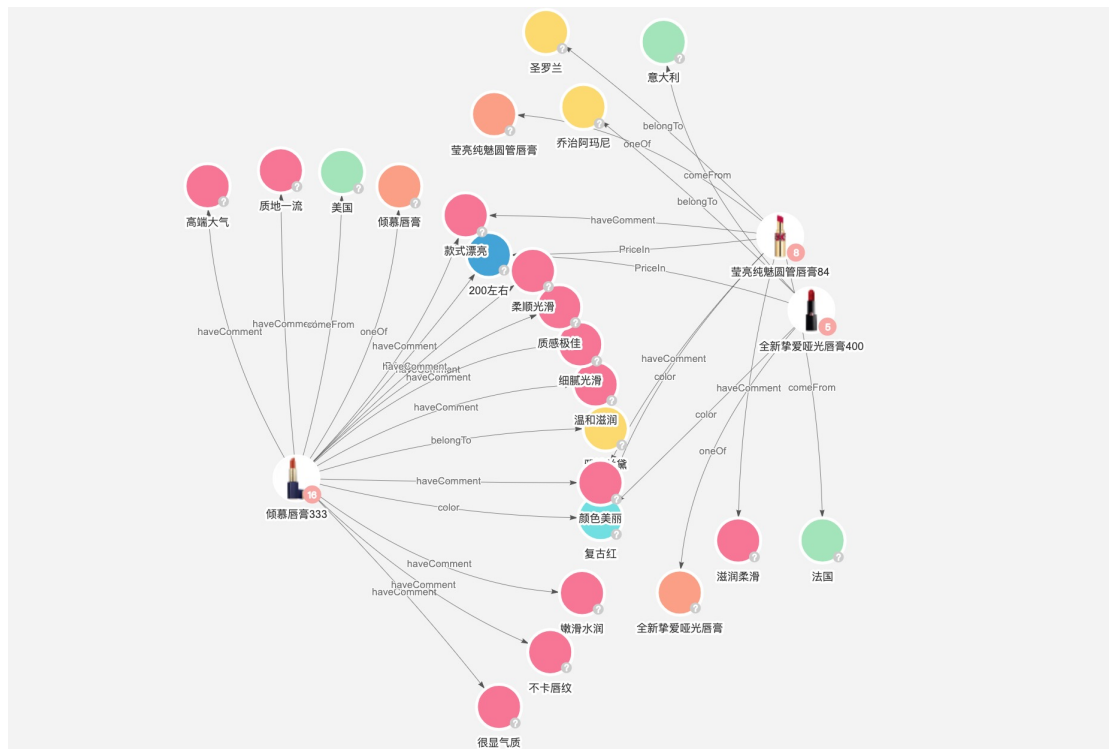 圣罗兰
意大利
belongTo
莹亮纯魅圆管唇膏
乔治阿玛尼
oneOf
comeFrom
belongTo
高端大气
质地一流
美国
倾慕唇膏
haveComment
款式漂亮
PriceIn
8
莹亮纯魅圆管唇膏84
PriceIn
200左右
柔顺光滑
5
全新挚爱哑光唇膏400
haveComment
haveComment
comeFrom
oneOf
质感极佳
haveComment
haveComment
haveComment
haveComment
color
细腻光滑
haveComment
comeFrom
haveComment
温和滋润
color
belongTo
oneOf
黛
haveComment
16
倾慕唇膏333
color
颜色美丽
复古红
haveComment
滋润柔滑
法国
haveComment
haveComment
嫩滑水润
全新挚爱哑光唇膏
不卡唇纹
很显气质